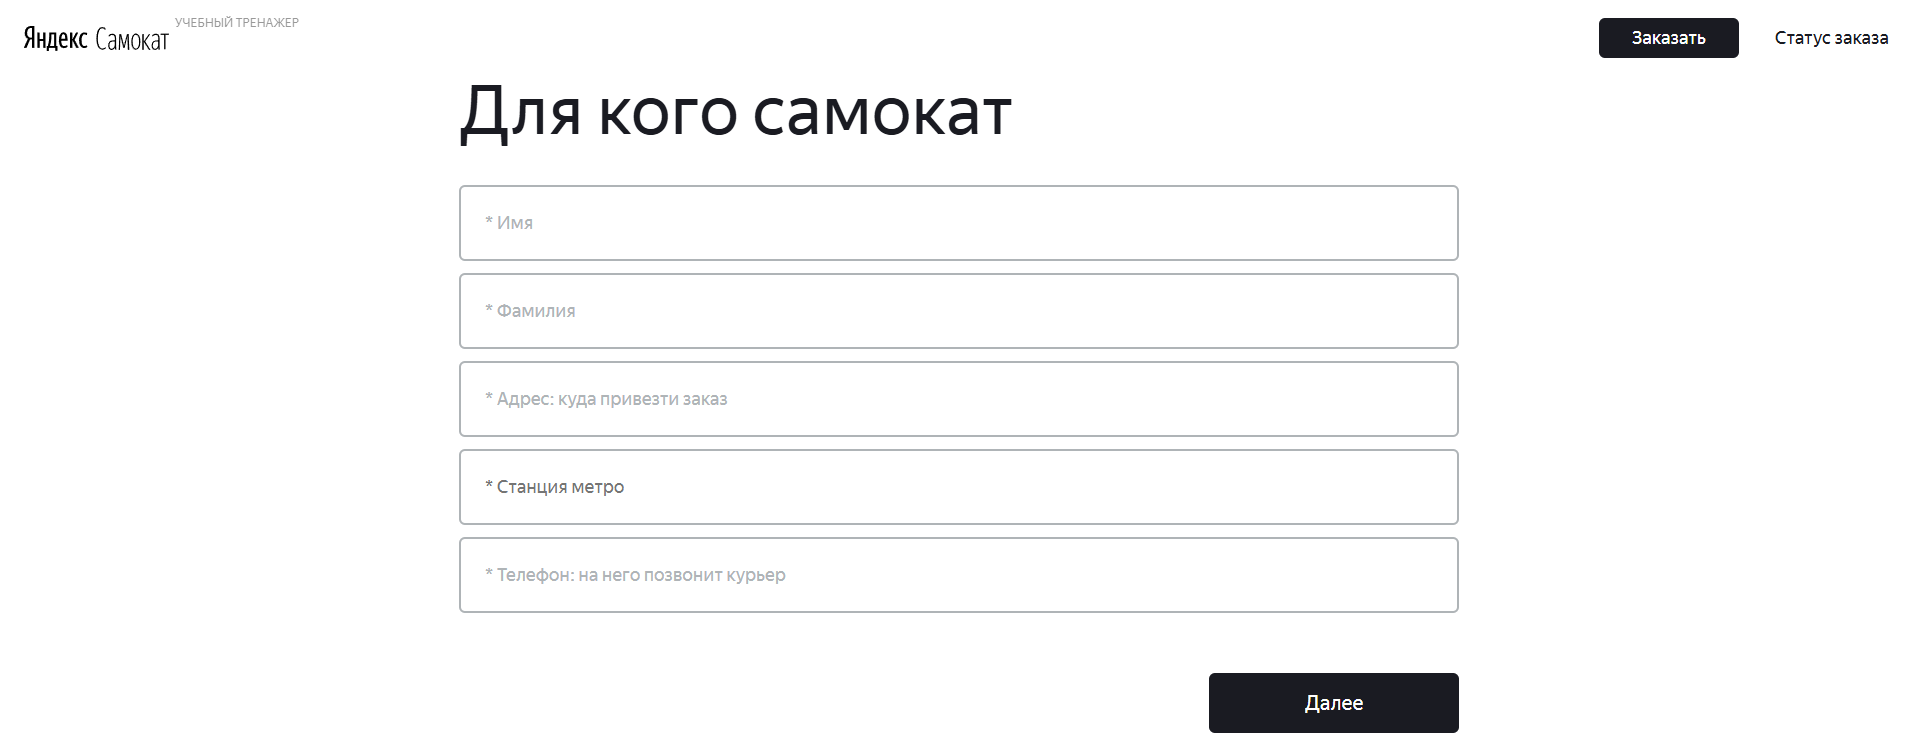 Яндекс Самокат
УЧЕБНЫЙ ТРЕНАЖЕР
Заказать
Статус заказа
Для кого самокат
* Имя
* Фамилия
* Адрес: куда привезти заказ
* Станция метро
* Телефон: на него позвонит курьер
Далее